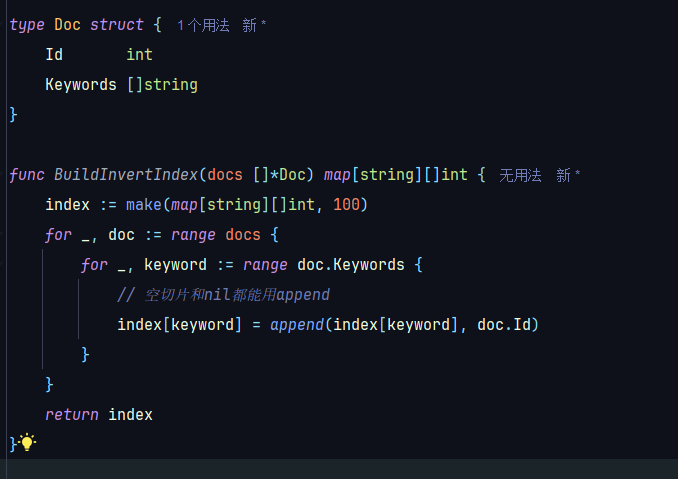 type Doc struct { 1个用法 新 *
    Id       int
    Keywords []string
}
func BuildInvertIndex(docs []*Doc) map[string][]int { 无用法 新 *
    index := make(map[string][]int, 100)
    for _, doc := range docs {
        for _, keyword := range doc.Keywords {
            // 空切片和nil都能用append
            index[keyword] = append(index[keyword], doc.Id)
        }
    }
    return index
}